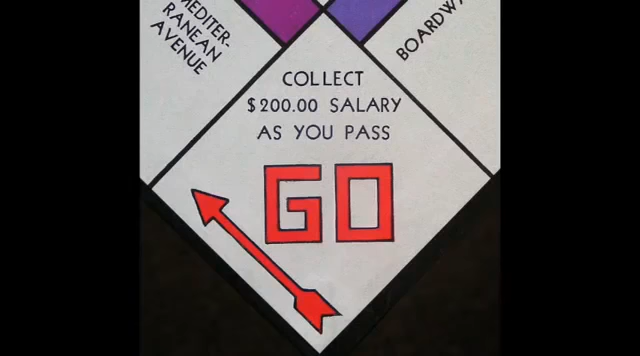 MEDITER-
RANEAN
AVENUE
COLLECT
$200.00 SALARY
AS YOU PASS
GO